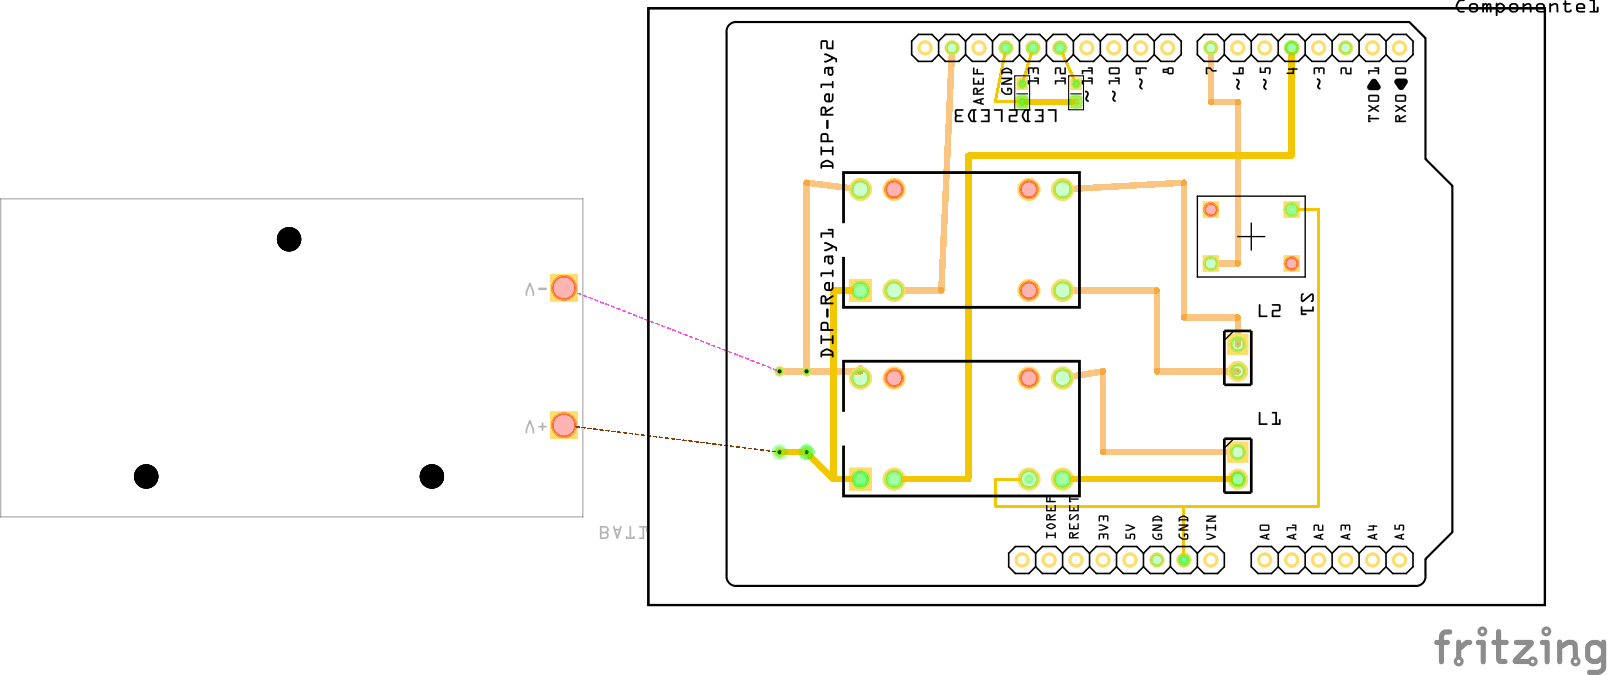 Componente1
DIP-Relay2
AREF
GND
13
12
~11
~10
~9
8
7
~6
~5
4
~3
2
TX0▶1
RX0◀0
LED2
LED3
V-
DIP-Relay1
S1
L2
V+
L1
BAT1
IOREF
RESET
3V3
5V
GND
GND
VIN
A0
A1
A2
A3
A4
A5
fritzing